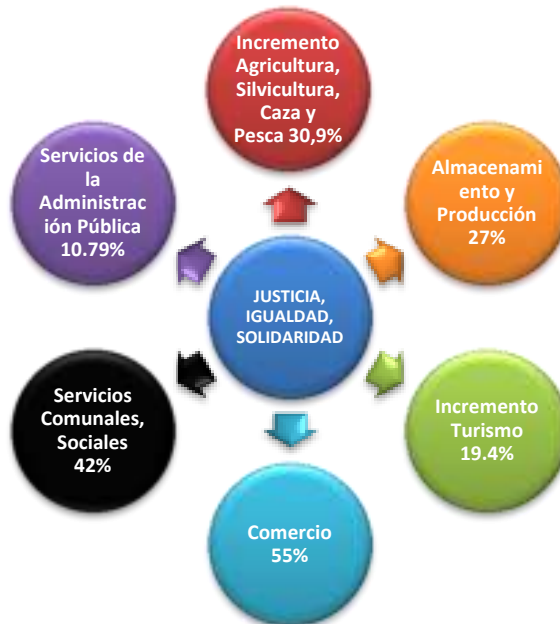 Incremento
Agricultura,
Silvicultura,
Caza y
Pesca 30,9%
Servicios de
la
Administrac
ión Pública
10.79%
Almacenami
ento y
Producción
27%
JUSTICIA,
IGUALDAD,
SOLIDARIDAD
Servicios
Comunales,
Sociales
42%
Incremento
Turismo
19.4%
Comercio
55%